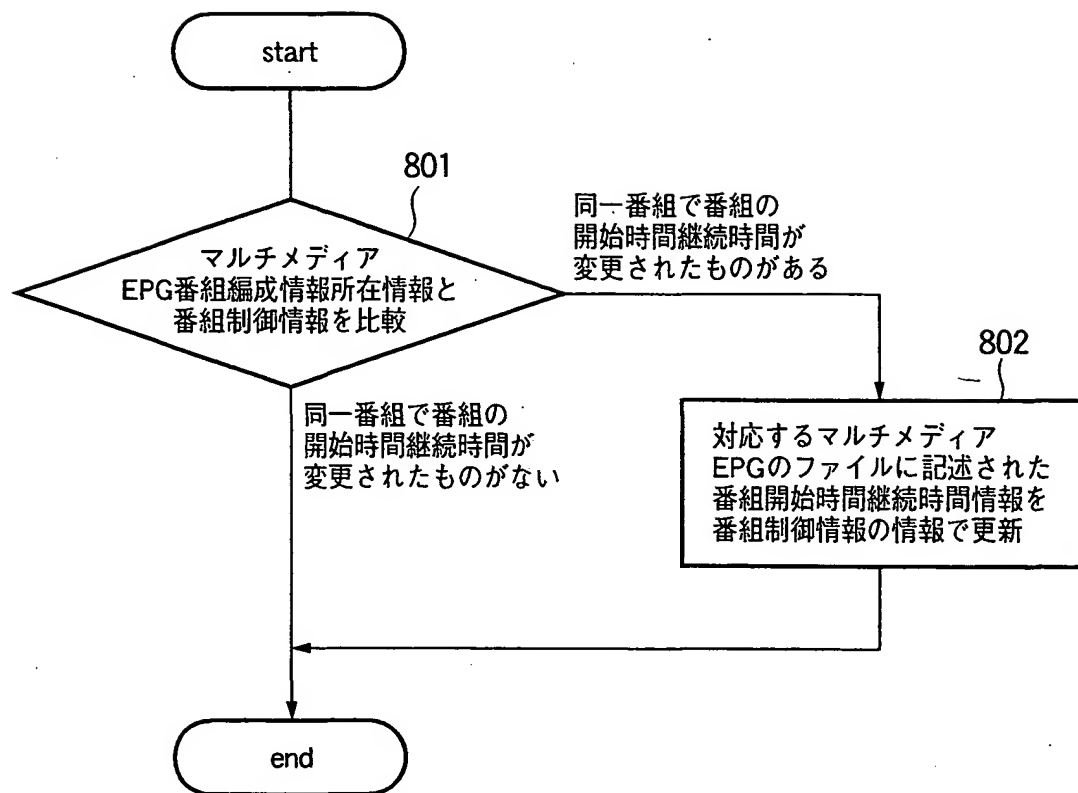 start
801
マルチメディア
EPG番組編成情報所在情報と
番組制御情報を比較
同一番組で番組の
開始時間継続時間が
変更されたものがある
802
対応するマルチメディア
EPGのファイルに記述された
番組開始時間継続時間情報を
番組制御情報の情報で更新
同一番組で番組の
開始時間継続時間が
変更されたものがない
end